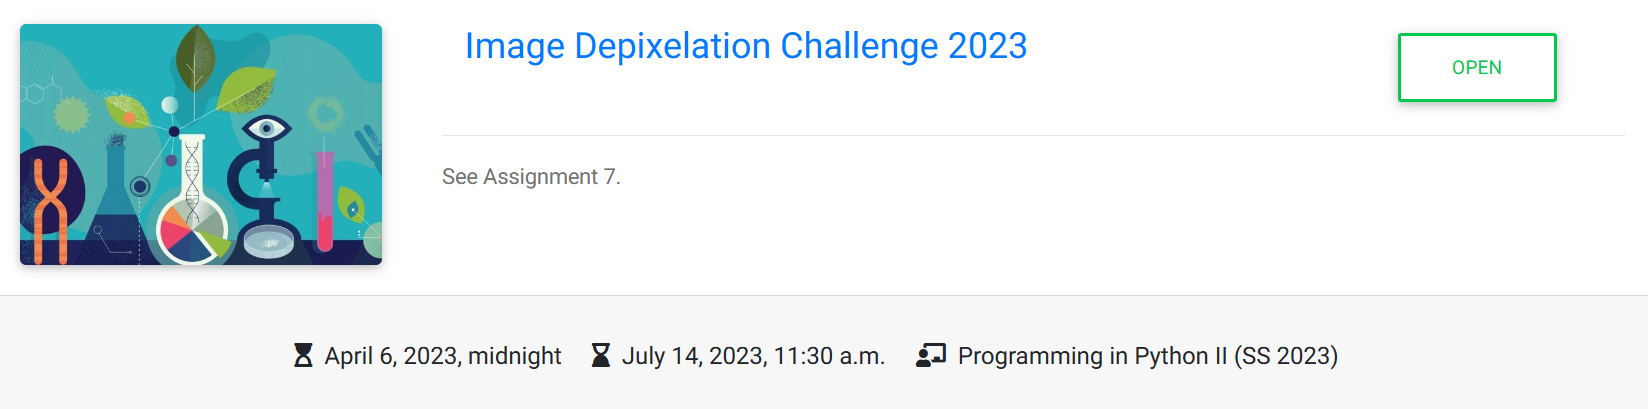 Image Depixelation Challenge 2023
OPEN
See Assignment 7.
April 6, 2023, midnight July 14, 2023, 11:30 a.m. Programming in Python II (SS 2023)